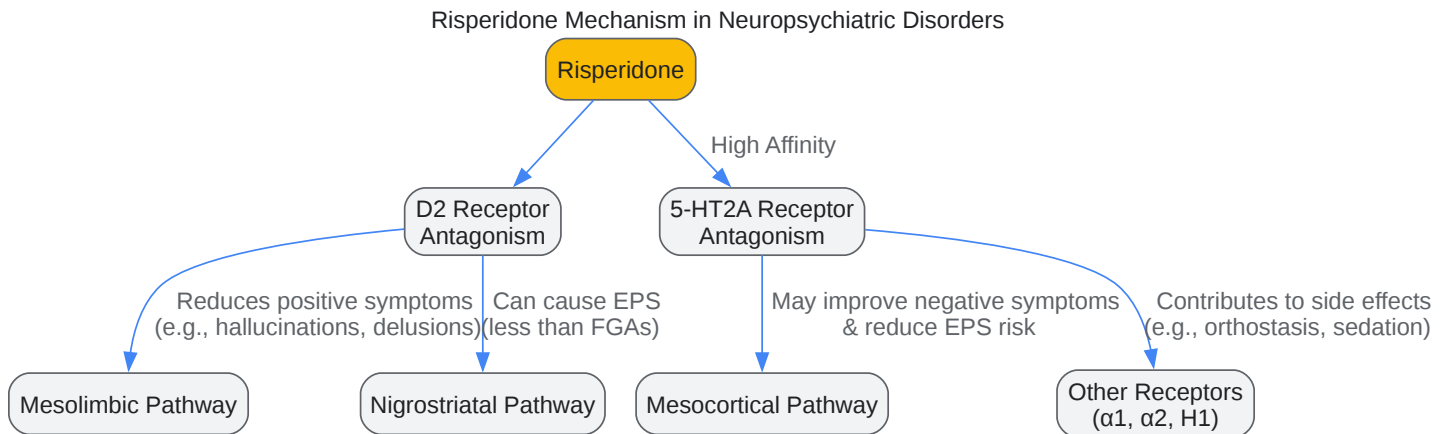 Risperidone Mechanism in Neuropsychiatric Disorders
Risperidone
High Affinity
D2 Receptor
Antagonism
5-HT2A Receptor
Antagonism
Reduces positive symptoms
(e.g., hallucinations, delusions)
Can cause EPS
(less than FGAs)
May improve negative symptoms
& reduce EPS risk
Contributes to side effects
(e.g., orthostasis, sedation)
Mesolimbic Pathway
Nigrostriatal Pathway
Mesocortical Pathway
Other Receptors
(α1, α2, H1)